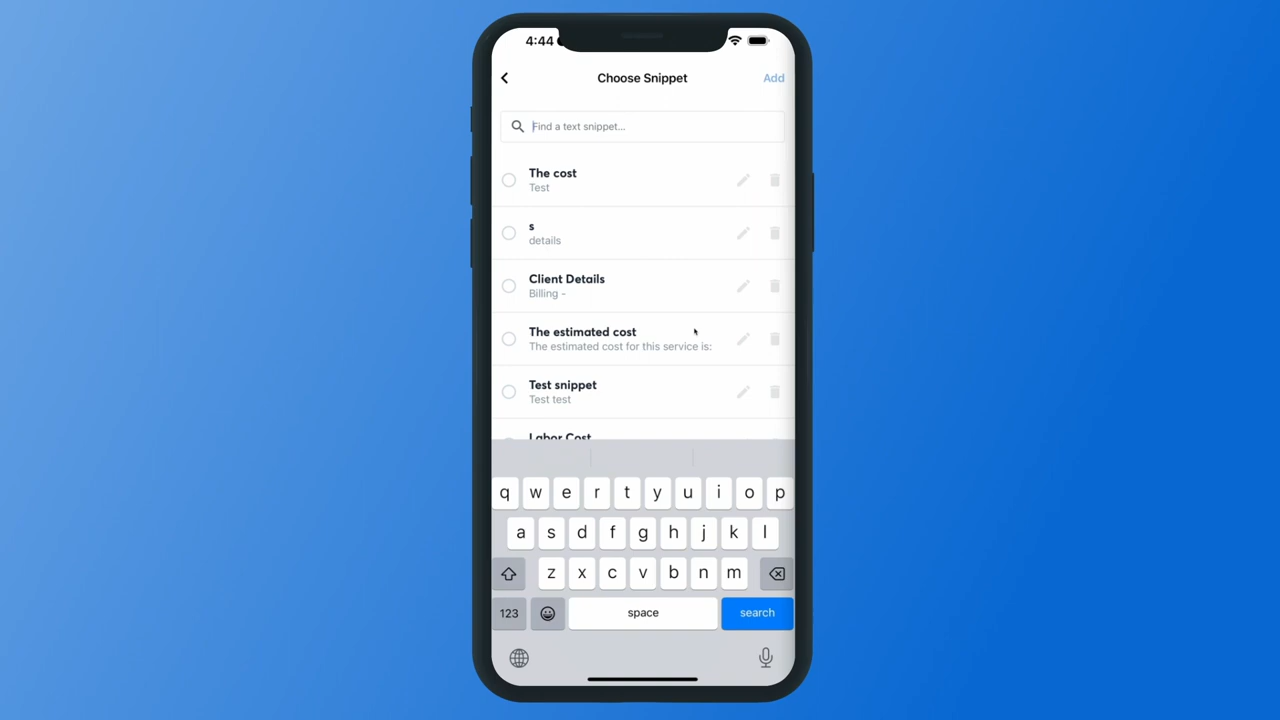 4:44
Choose Snippet
Add
Find a text snippet...
The cost
Test
s
details
Client Details
Billing -
The estimated cost
The estimated cost for this service is:
Test snippet
Test test
Labor Cost
q w e r t y u i o p
a s d f g h j k l
z x c v b n m
123 space search